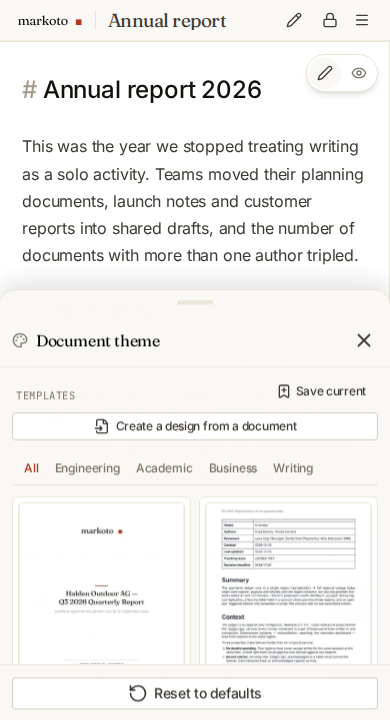 markoto
Annual report
# Annual report 2026
This was the year we stopped treating writing
as a solo activity. Teams moved their planning
documents, launch notes and customer
reports into shared drafts, and the number of
documents with more than one author tripled.
Document theme
TEMPLATES
Save current
Create a design from a document
All Engineering Academic Business Writing
markoto
Halden Outdoor AG —
Q3 2028 Quarterly Report
Summary
Context
Reset to defaults